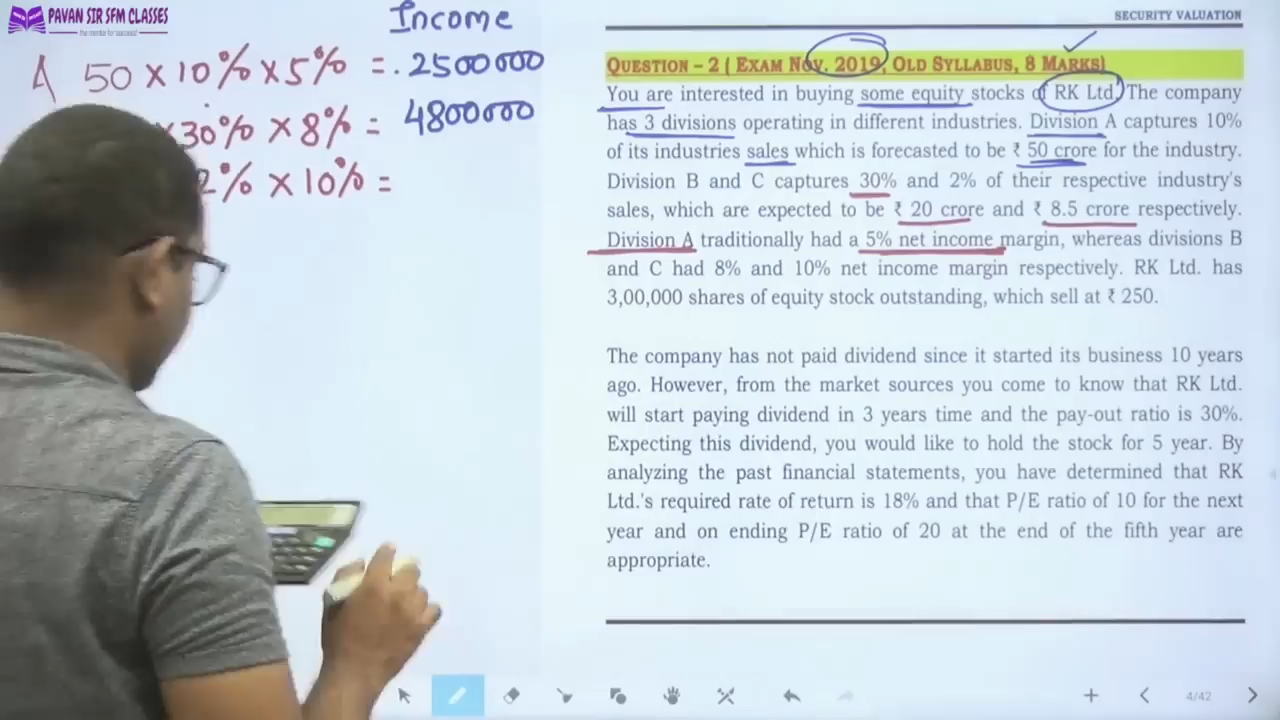 PAVAN SIR SFM CLASSES
the mentor for success!
Income
A 50 × 10% × 5% = . 2500000
× 30% × 8% = 4800000
2% × 10% =
SECURITY VALUATION
QUESTION – 2 ( EXAM NOV. 2019, OLD SYLLABUS, 8 MARKS)
You are interested in buying some equity stocks of RK Ltd. The company
has 3 divisions operating in different industries. Division A captures 10%
of its industries sales which is forecasted to be ₹ 50 crore for the industry.
Division B and C captures 30% and 2% of their respective industry's
sales, which are expected to be ₹ 20 crore and ₹ 8.5 crore respectively.
Division A traditionally had a 5% net income margin, whereas divisions B
and C had 8% and 10% net income margin respectively. RK Ltd. has
3,00,000 shares of equity stock outstanding, which sell at ₹ 250.
The company has not paid dividend since it started its business 10 years
ago. However, from the market sources you come to know that RK Ltd.
will start paying dividend in 3 years time and the pay-out ratio is 30%.
Expecting this dividend, you would like to hold the stock for 5 year. By
analyzing the past financial statements, you have determined that RK
Ltd.'s required rate of return is 18% and that P/E ratio of 10 for the next
year and on ending P/E ratio of 20 at the end of the fifth year are
appropriate.
4/42